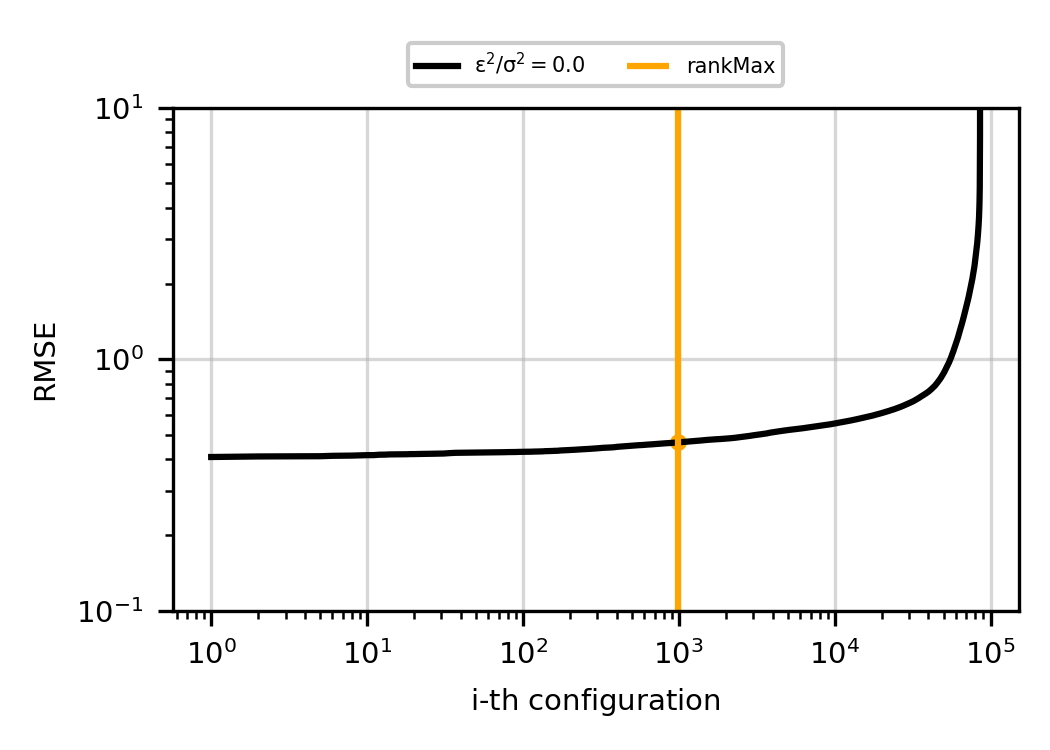 ε²/σ² = 0.0 rankMax
10¹
10⁰
10⁻¹
RMSE
10⁰ 10¹ 10² 10³ 10⁴ 10⁵
i-th configuration